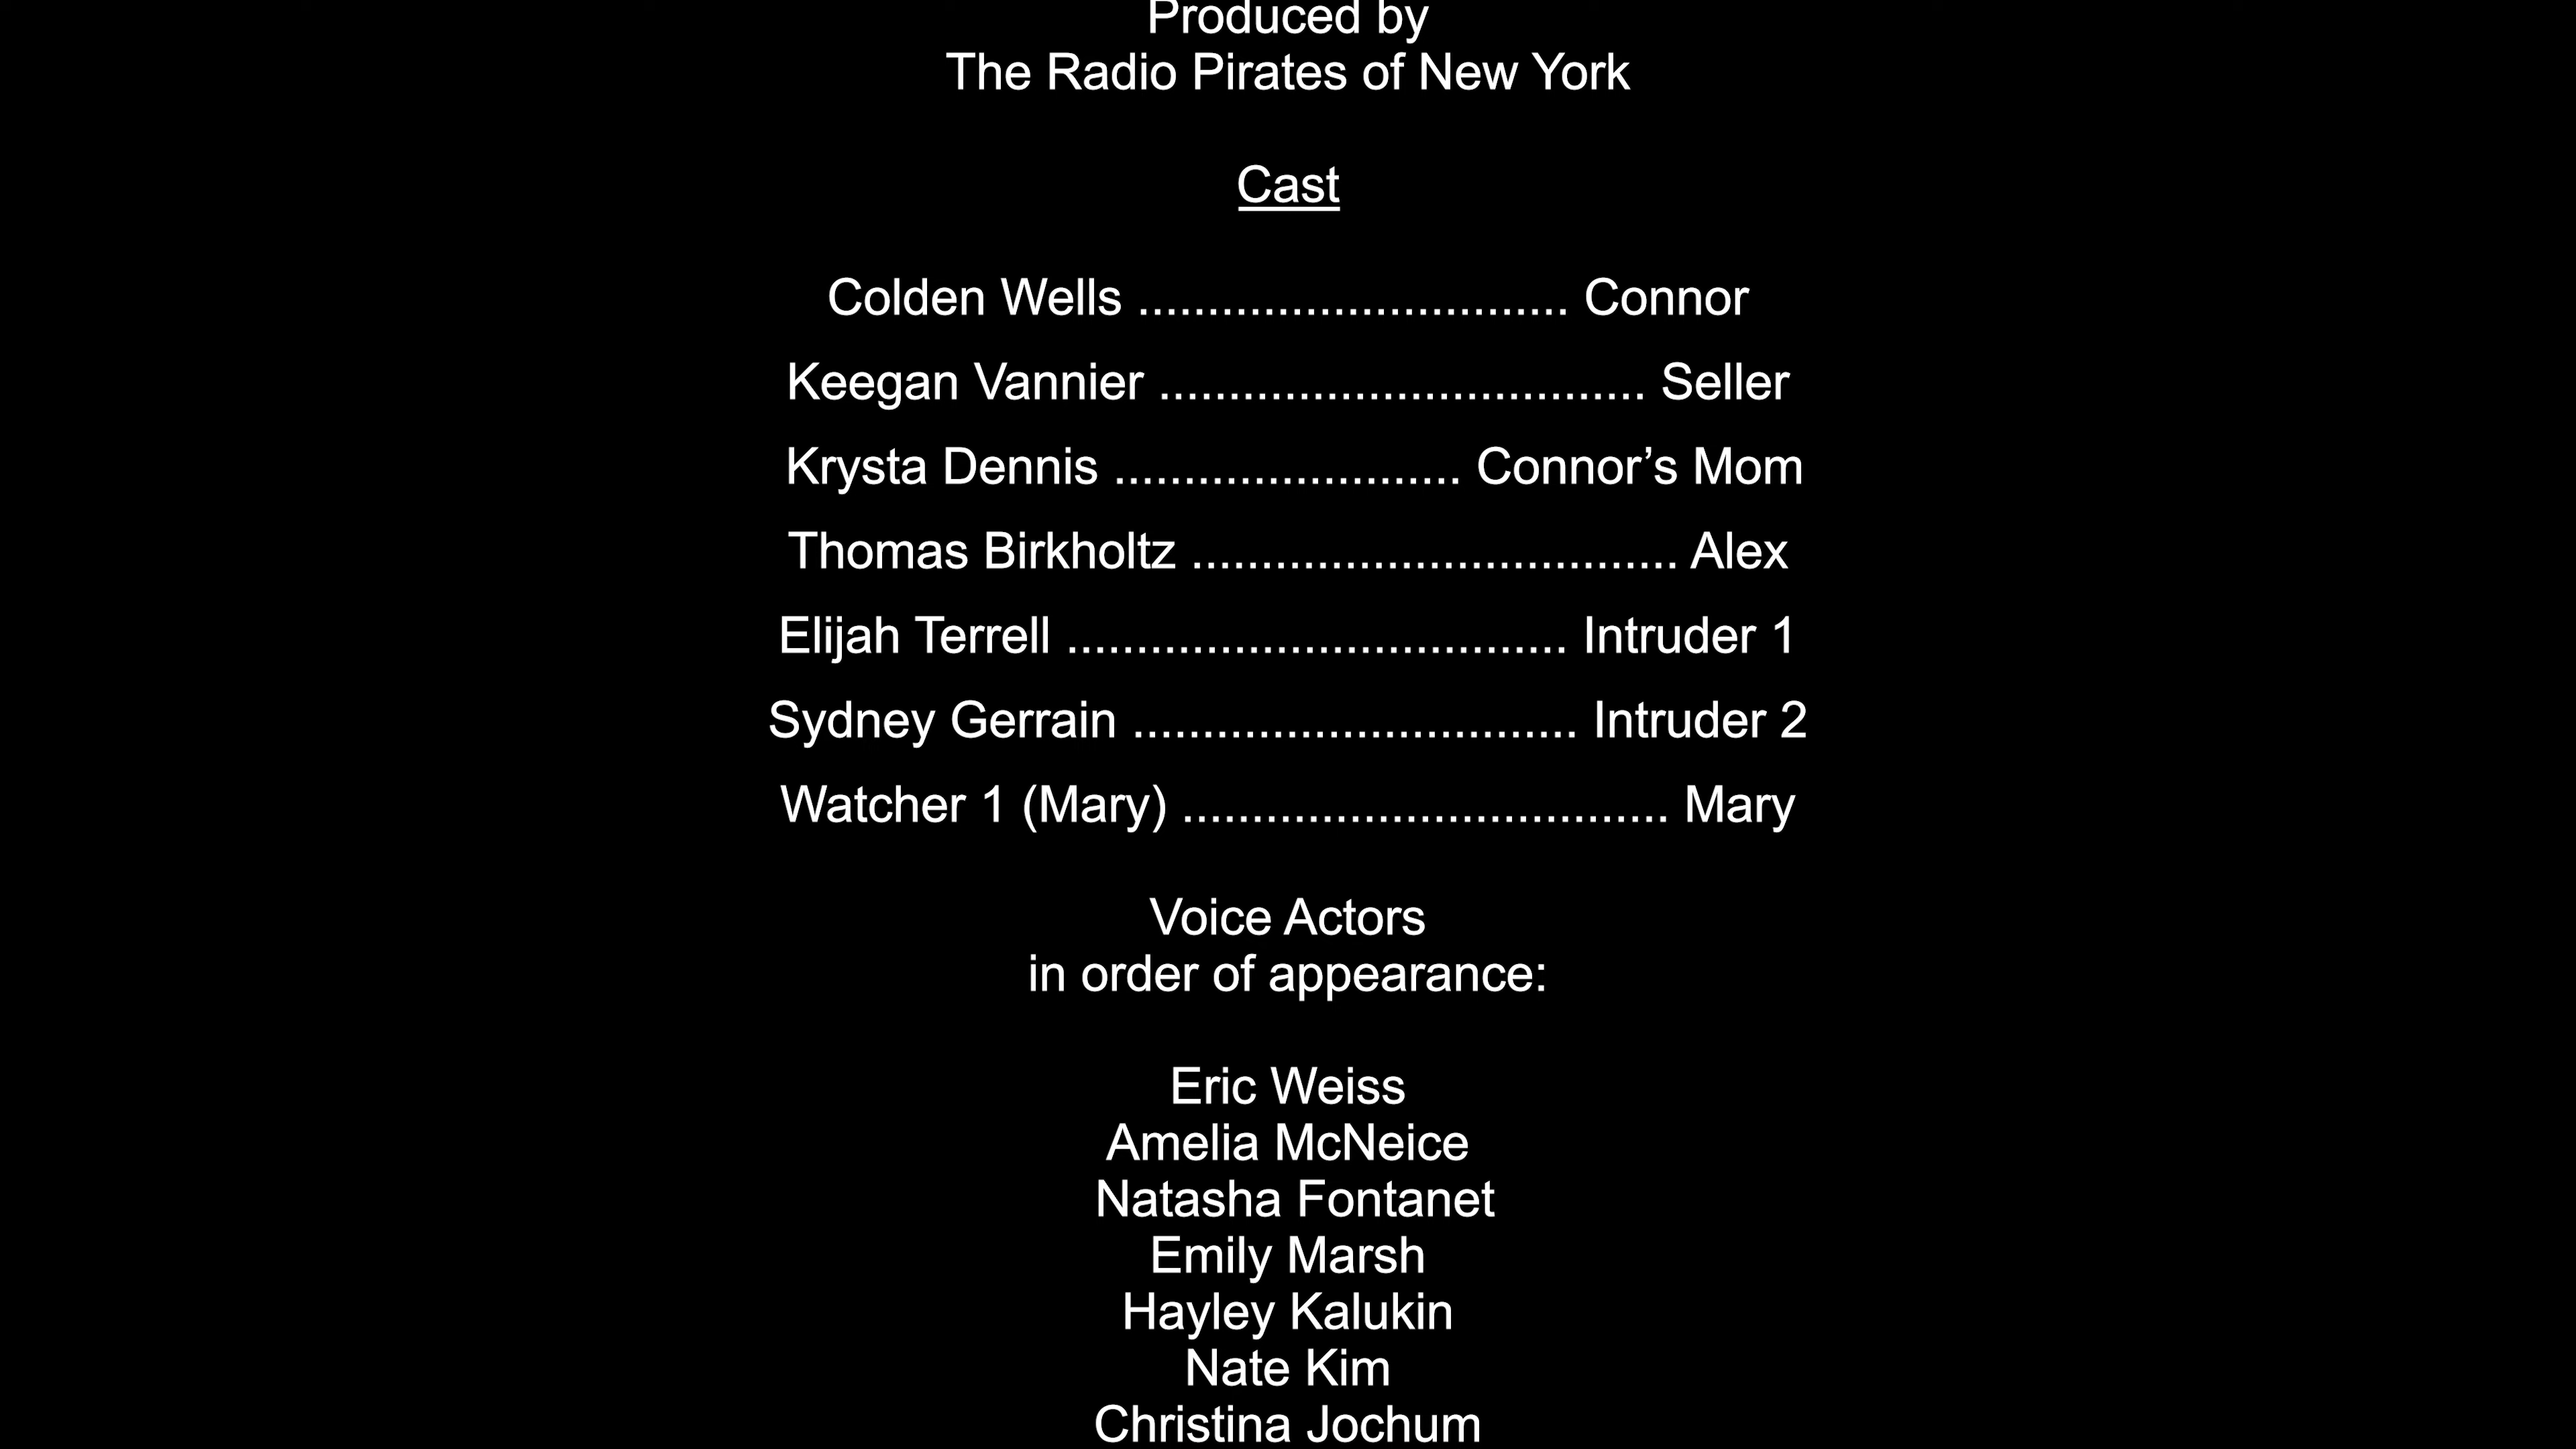 Produced by
The Radio Pirates of New York
Cast
Colden Wells ............................... Connor
Keegan Vannier ................................... Seller
Krysta Dennis ......................... Connor’s Mom
Thomas Birkholtz ................................... Alex
Elijah Terrell .................................... Intruder 1
Sydney Gerrain ................................ Intruder 2
Watcher 1 (Mary) ................................... Mary
Voice Actors
in order of appearance:
Eric Weiss
Amelia McNeice
Natasha Fontanet
Emily Marsh
Hayley Kalukin
Nate Kim
Christina Jochum